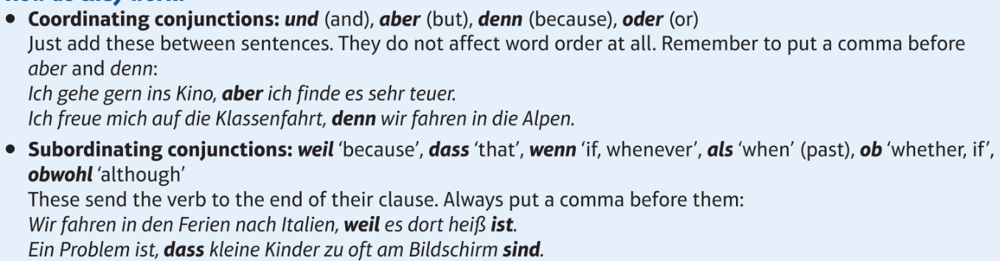 • Coordinating conjunctions: und (and), aber (but), denn (because), oder (or)
Just add these between sentences. They do not affect word order at all. Remember to put a comma before
aber and denn:
Ich gehe gern ins Kino, aber ich finde es sehr teuer.
Ich freue mich auf die Klassenfahrt, denn wir fahren in die Alpen.
• Subordinating conjunctions: weil ‘because’, dass ‘that’, wenn ‘if, whenever’, als ‘when’ (past), ob ‘whether, if’,
obwohl ‘although’
These send the verb to the end of their clause. Always put a comma before them:
Wir fahren in den Ferien nach Italien, weil es dort heiß ist.
Ein Problem ist, dass kleine Kinder zu oft am Bildschirm sind.